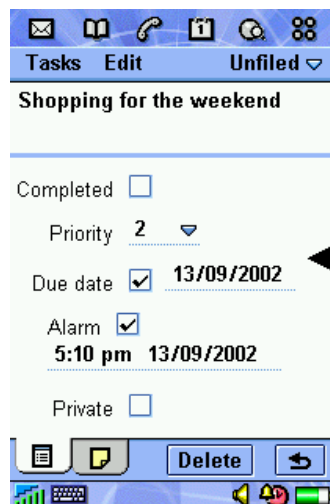 Tasks Edit Unfiled
Shopping for the weekend
Completed
Priority 2
Due date 13/09/2002
Alarm
5:10 pm 13/09/2002
Private
Delete